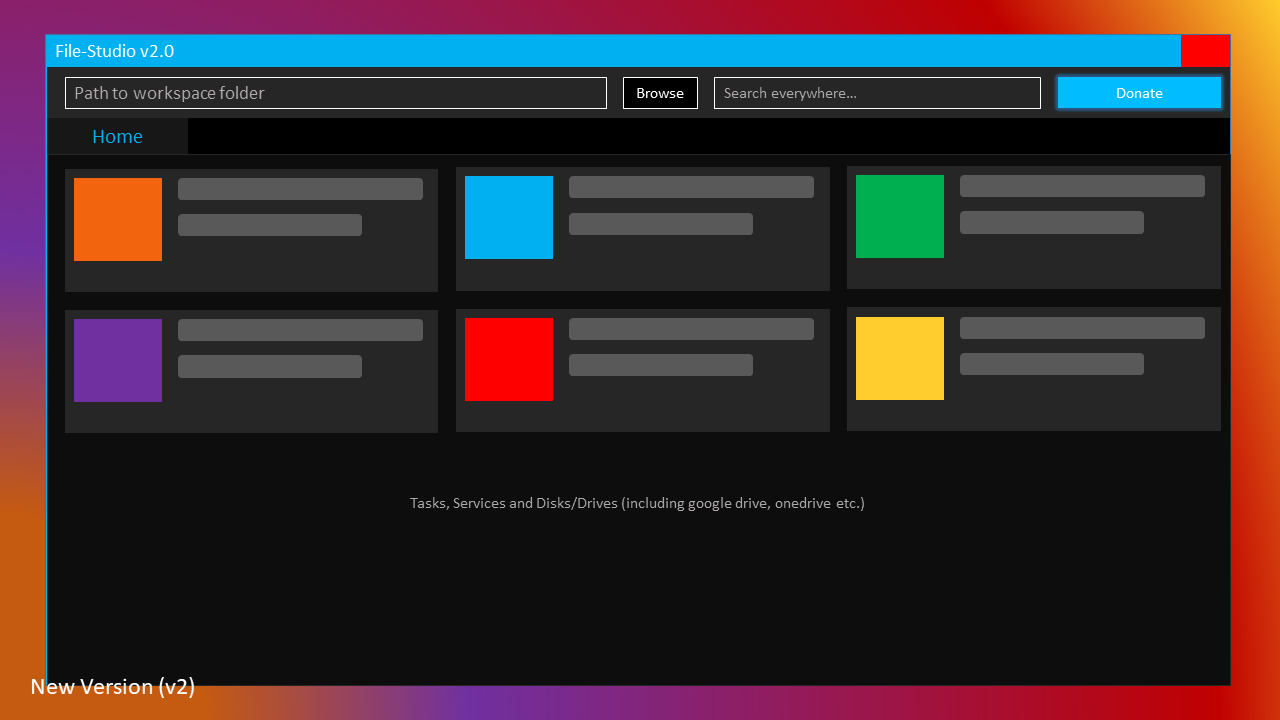 File-Studio v2.0
Path to workspace folder
Browse
Search everywhere...
Donate
Home
Tasks, Services and Disks/Drives (including google drive, onedrive etc.)
New Version (v2)